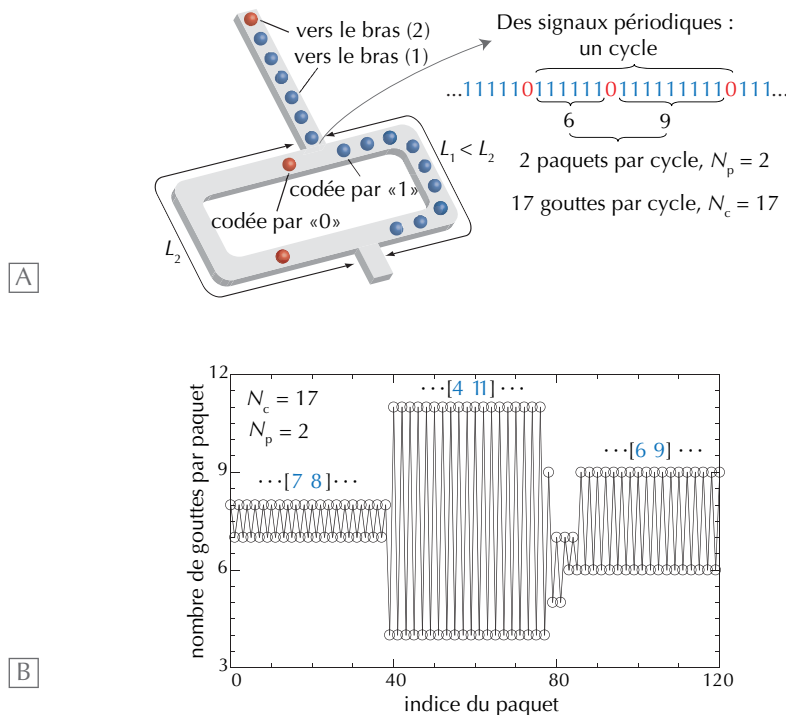 vers le bras (2)
vers le bras (1)
Des signaux périodiques :
un cycle
...11111011111101111111110111...
6
9
2 paquets par cycle, Np = 2
17 gouttes par cycle, Nc = 17
L1 < L2
codée par «1»
codée par «0»
L2
A
12
9
6
3
nombre de gouttes par paquet
Nc = 17
Np = 2
···[7 8]···
···[4 11]···
···[6 9]···
0
40
80
120
indice du paquet
B